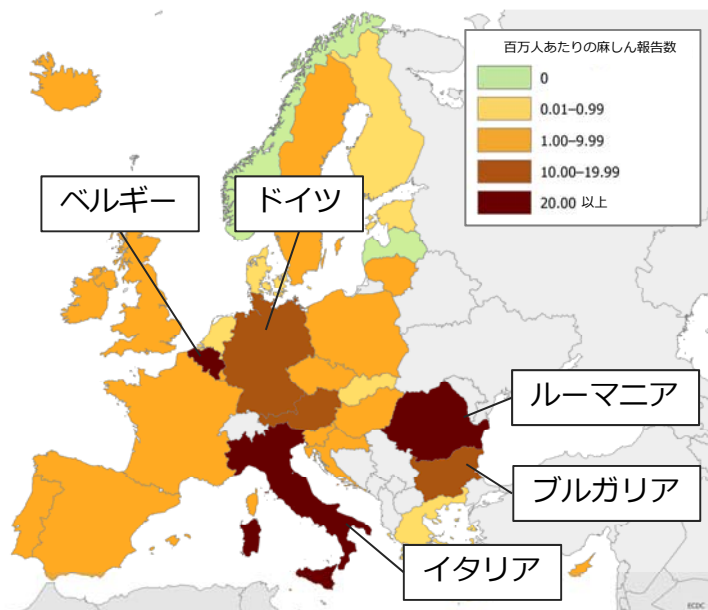 百万人あたりの麻しん報告数
0
0.01–0.99
1.00–9.99
10.00–19.99
20.00 以上
ベルギー
ドイツ
ルーマニア
ブルガリア
イタリア
ECDC